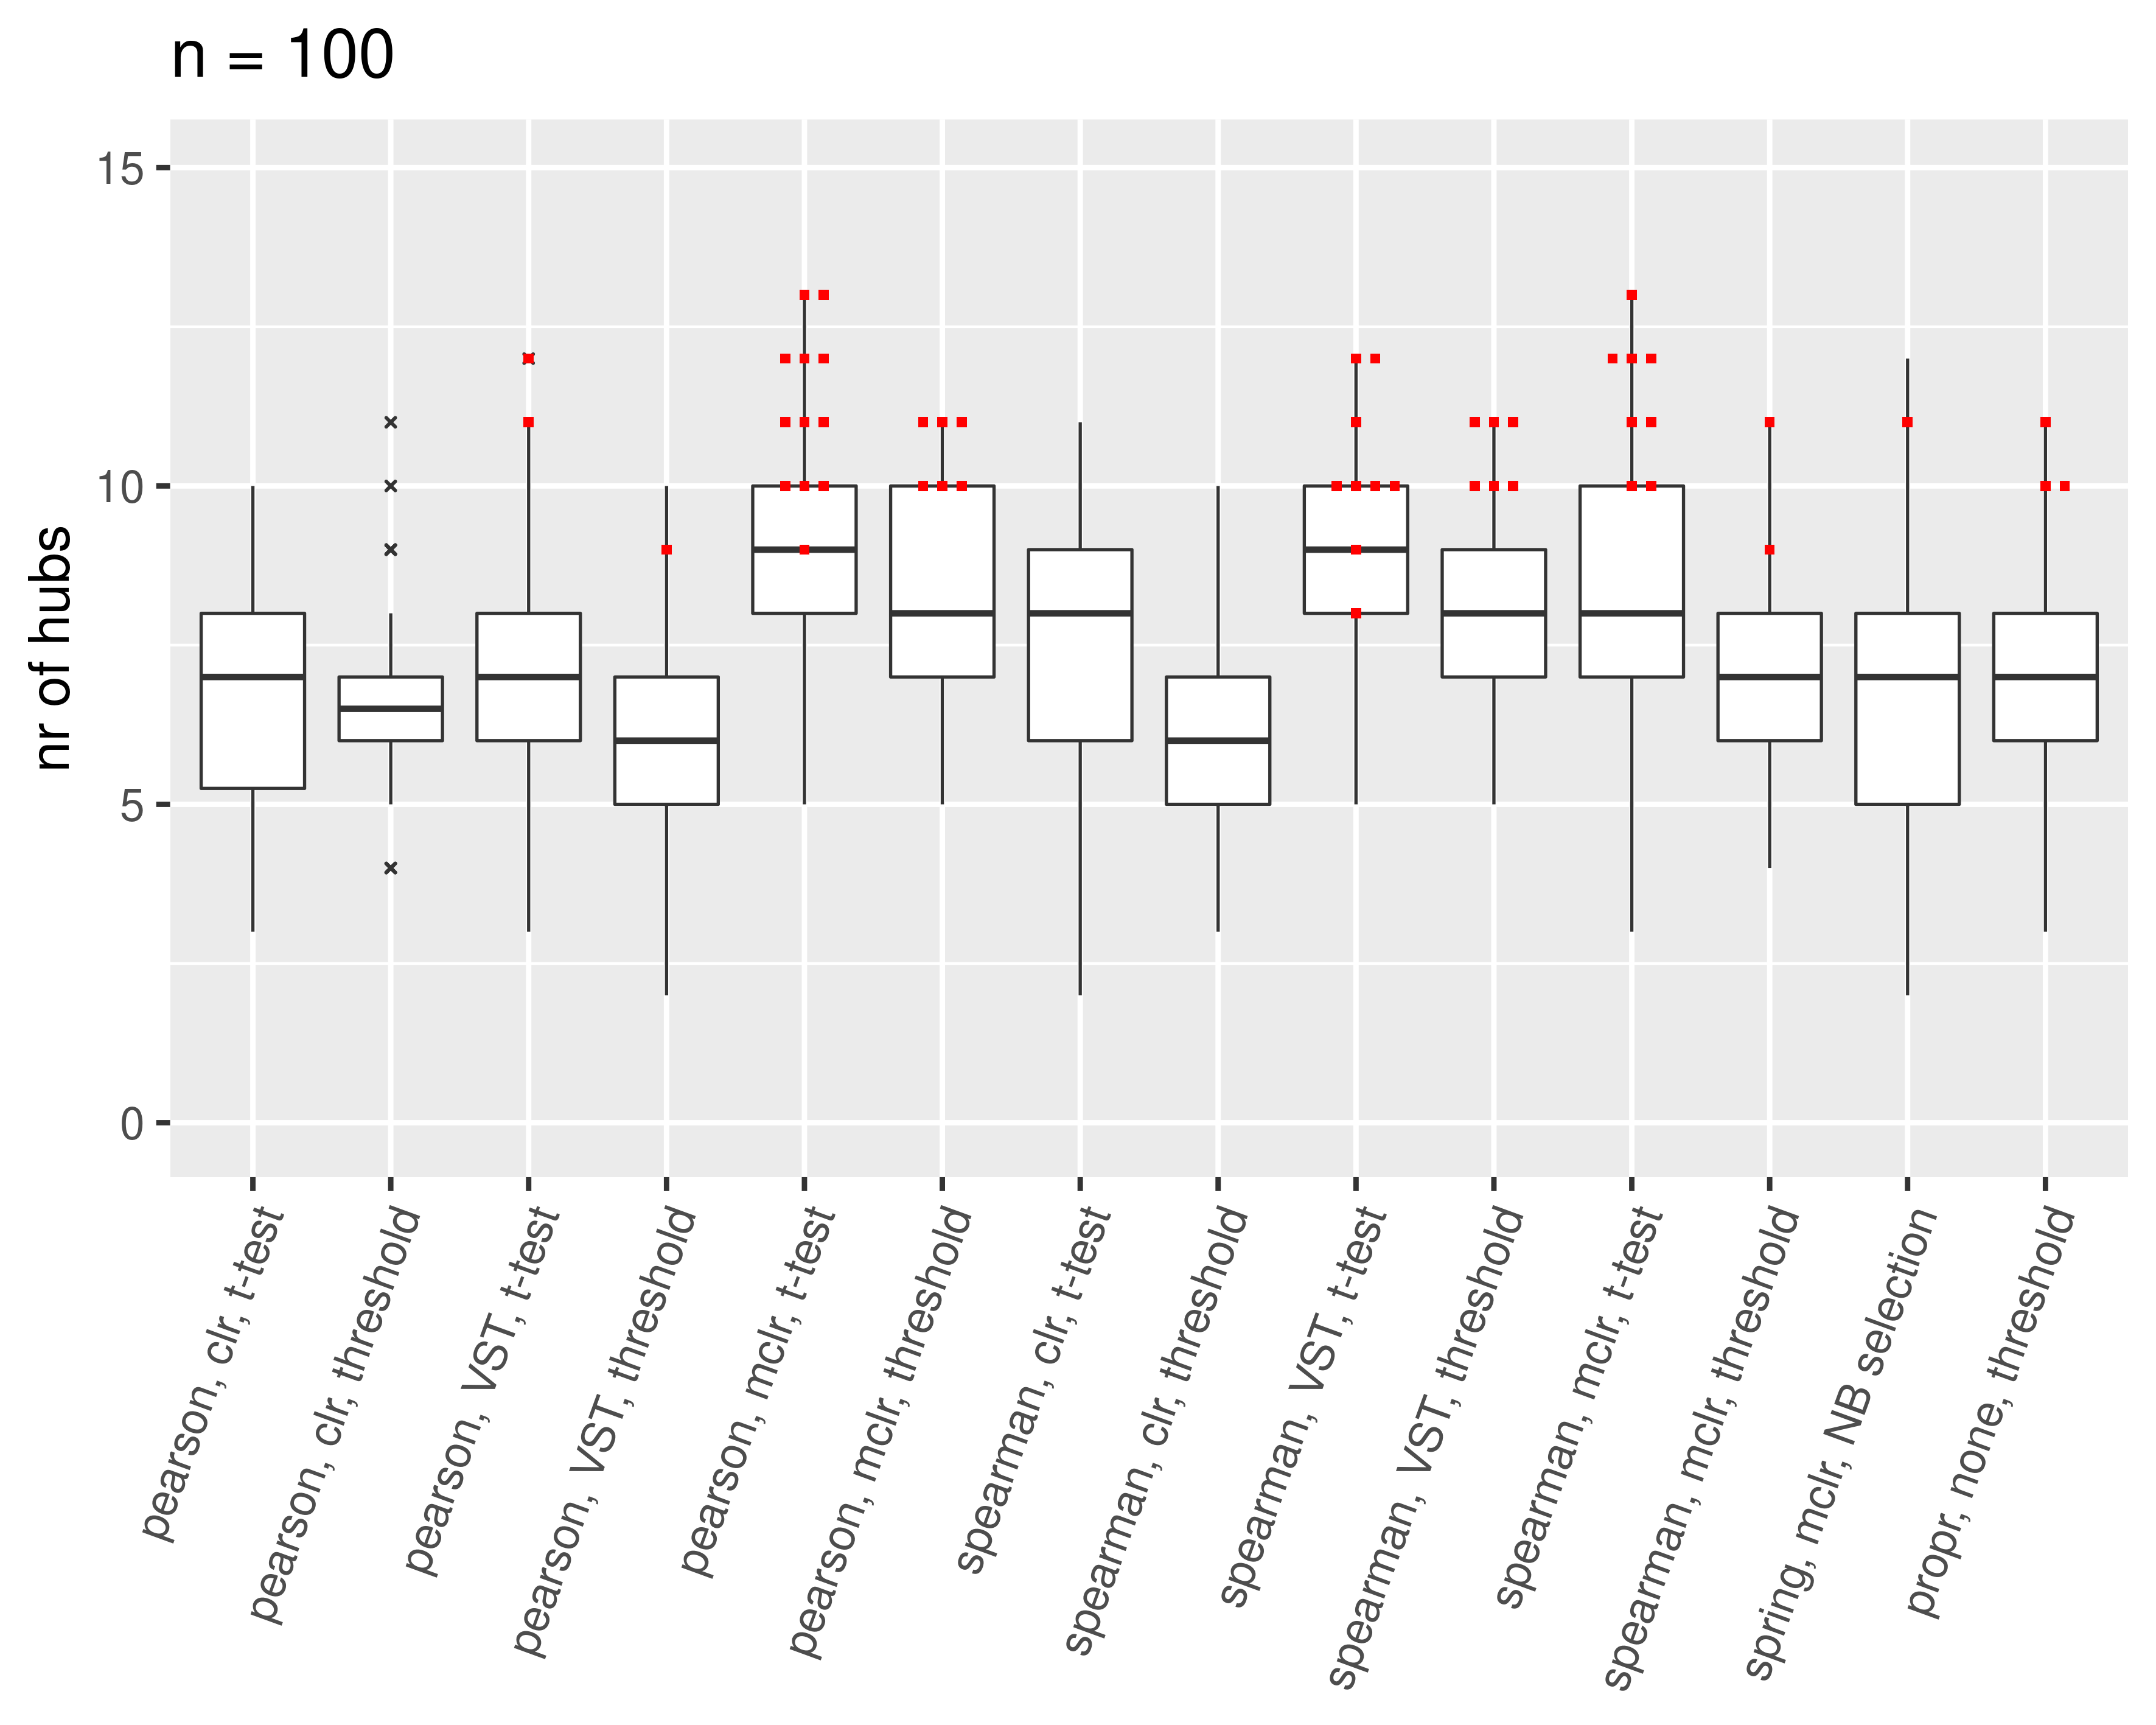 n = 100
nr of hubs
15
10
5
0
pearson, clr, t-test
pearson, clr, threshold
pearson, VST, t-test
pearson, VST, threshold
pearson, mclr, t-test
pearson, mclr, threshold
spearman, clr, t-test
spearman, clr, threshold
spearman, VST, t-test
spearman, VST, threshold
spearman, mclr, t-test
spearman, mclr, threshold
spring, mclr, NB selection
propr, none, threshold